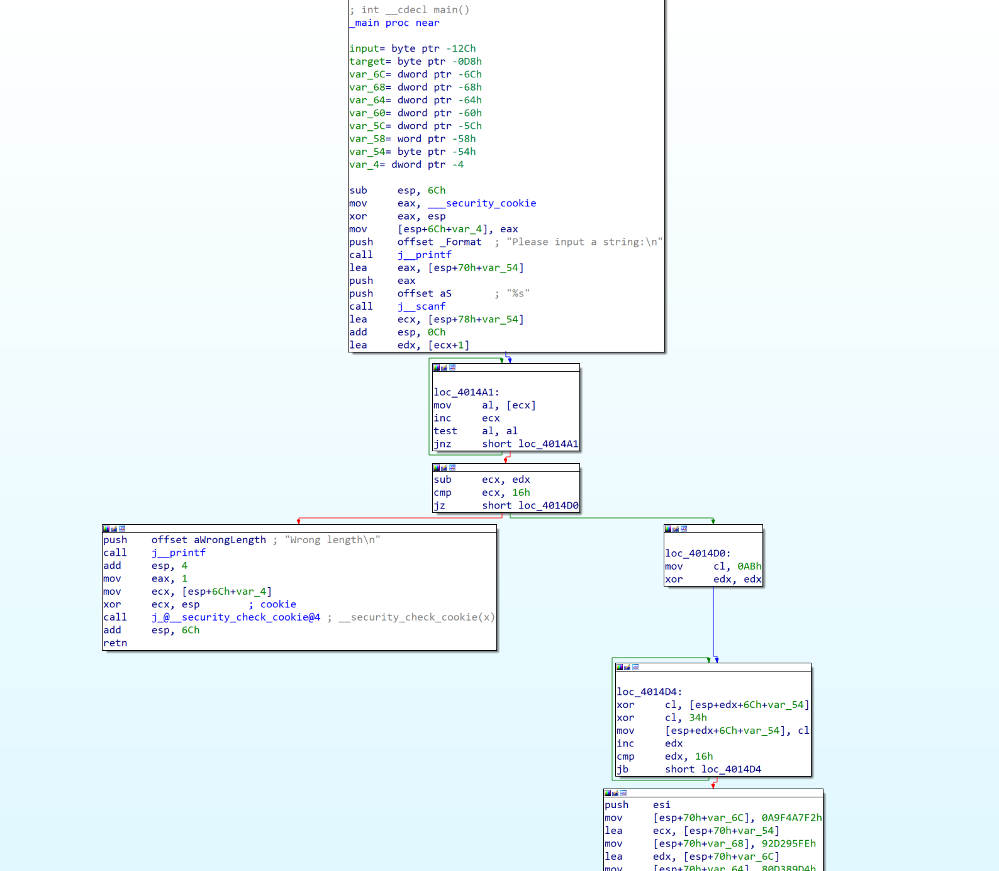 ; int __cdecl main()
_main proc near
input= byte ptr -12Ch
target= byte ptr -0D8h
var_6C= dword ptr -6Ch
var_68= dword ptr -68h
var_64= dword ptr -64h
var_60= dword ptr -60h
var_5C= dword ptr -5Ch
var_58= word ptr -58h
var_54= byte ptr -54h
var_4= dword ptr -4
sub     esp, 6Ch
mov     eax, ___security_cookie
xor     eax, esp
mov     [esp+6Ch+var_4], eax
push    offset _Format  ; "Please input a string:\n"
call    j__printf
lea     eax, [esp+70h+var_54]
push    eax
push    offset aS       ; "%s"
call    j__scanf
lea     ecx, [esp+78h+var_54]
add     esp, 0Ch
lea     edx, [ecx+1]
loc_4014A1:
mov     al, [ecx]
inc     ecx
test    al, al
jnz     short loc_4014A1
sub     ecx, edx
cmp     ecx, 16h
jz      short loc_4014D0
push    offset aWrongLength ; "Wrong length\n"
call    j__printf
add     esp, 4
mov     eax, 1
mov     ecx, [esp+6Ch+var_4]
xor     ecx, esp        ; cookie
call    j_@__security_check_cookie@4 ; __security_check_cookie(x)
add     esp, 6Ch
retn
loc_4014D0:
mov     cl, 0ABh
xor     edx, edx
loc_4014D4:
xor     cl, [esp+edx+6Ch+var_54]
xor     cl, 34h
mov     [esp+edx+6Ch+var_54], cl
inc     edx
cmp     edx, 16h
jb      short loc_4014D4
push    esi
mov     [esp+70h+var_6C], 0A9F4A7F2h
lea     ecx, [esp+70h+var_54]
mov     [esp+70h+var_68], 92D295FEh
lea     edx, [esp+70h+var_6C]
mov     [esp+70h+var_64], 80D389D4h